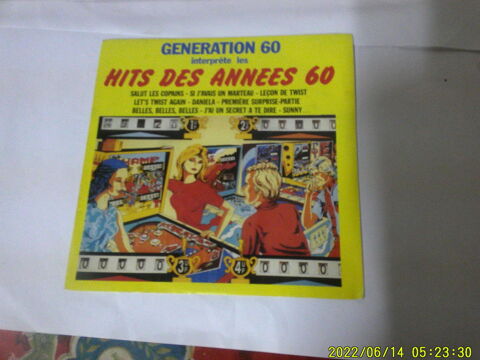 GENERATION 60
interprète les
HITS DES ANNEES 60
SALUT LES COPAINS - SI J'AVAIS UN MARTEAU - LEÇON DE TWIST
LET'S TWIST AGAIN - DANIELA - PREMIÈRE SURPRISE-PARTIE
BELLES, BELLES, BELLES - J'AI UN SECRET A TE DIRE - SUNNY
2022/06/14 05:23:30